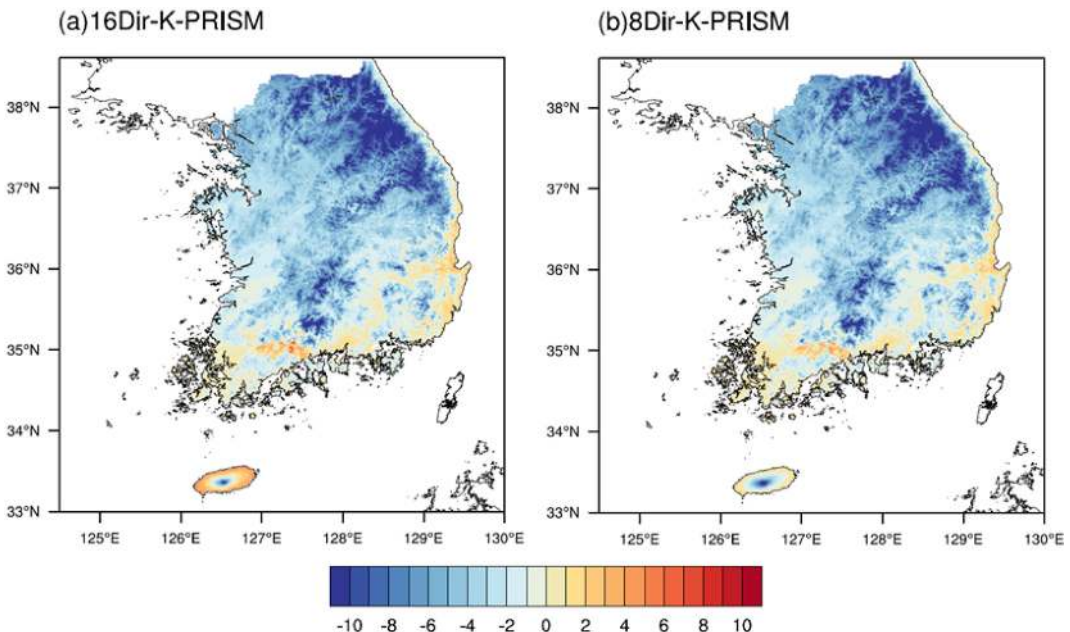 (a)16Dir-K-PRISM (b)8Dir-K-PRISM
38°N 38°N
37°N 37°N
36°N 36°N
35°N 35°N
34°N 34°N
33°N 33°N
125°E 126°E 127°E 128°E 129°E 130°E 125°E 126°E 127°E 128°E 129°E 130°E
-10 -8 -6 -4 -2 0 2 4 6 8 10